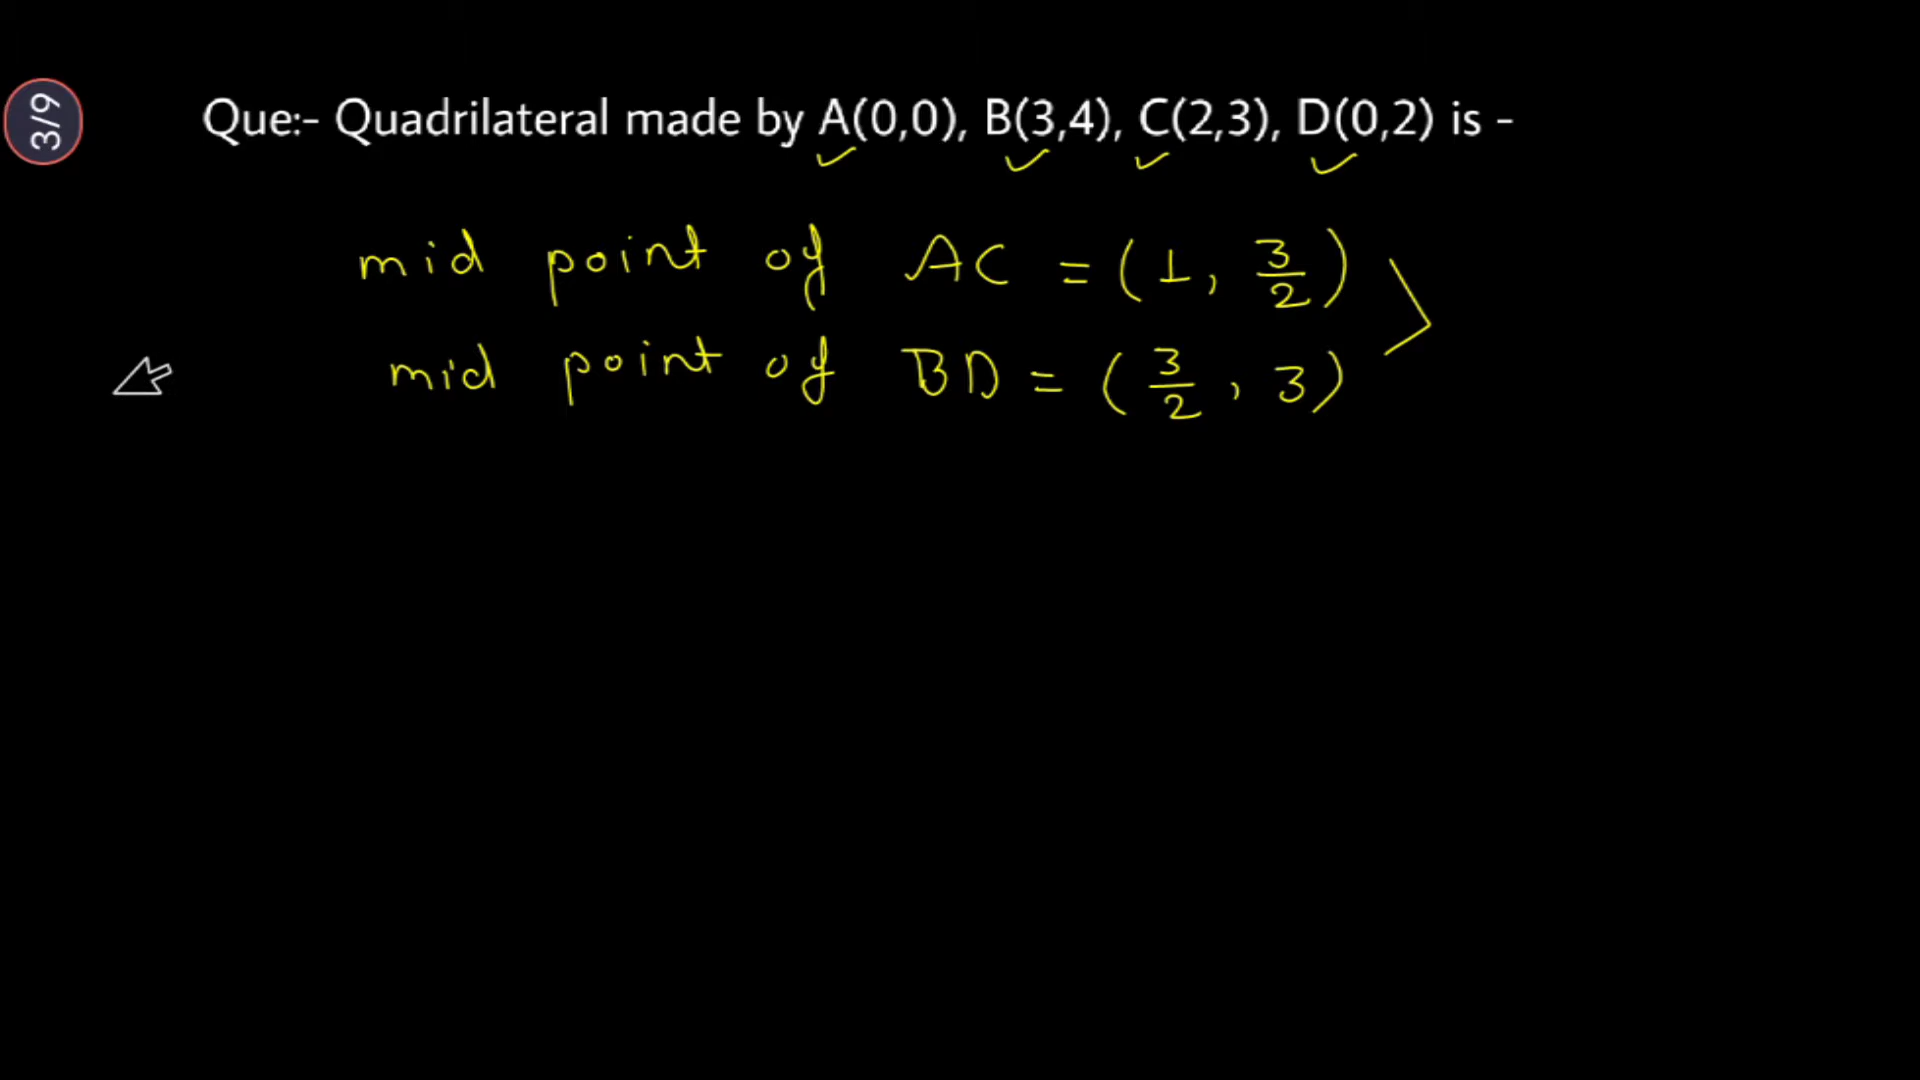 3/9
Que:- Quadrilateral made by A(0,0), B(3,4), C(2,3), D(0,2) is -
mid point of AC = (1, 3/2)
mid point of BD = (3/2, 3)